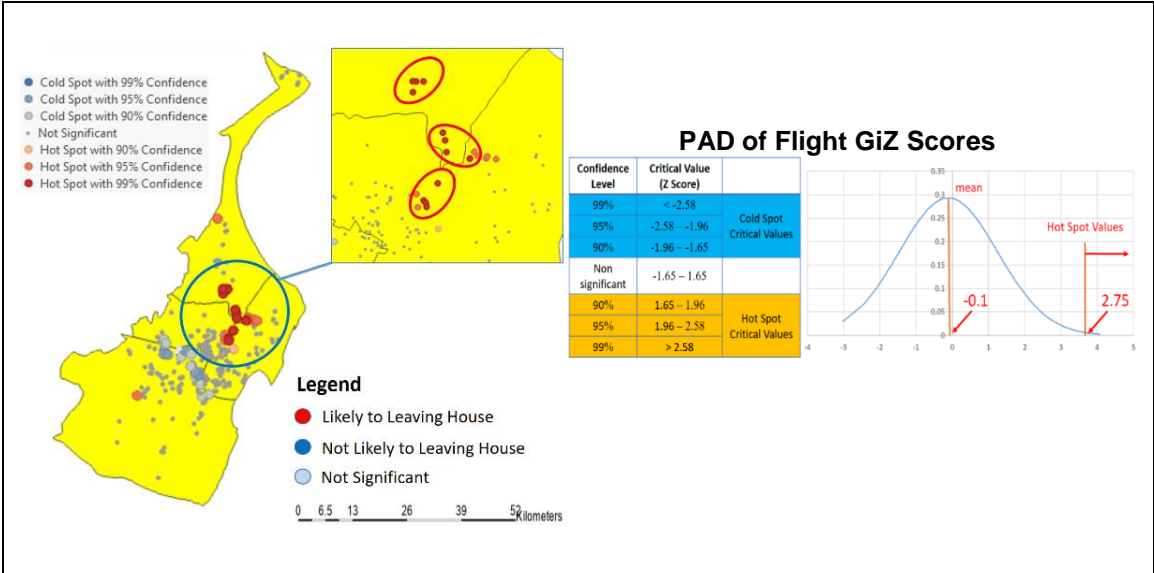 Cold Spot with 99% Confidence
Cold Spot with 95% Confidence
Cold Spot with 90% Confidence
Not Significant
Hot Spot with 90% Confidence
Hot Spot with 95% Confidence
Hot Spot with 99% Confidence
Legend
Likely to Leaving House
Not Likely to Leaving House
Not Significant
0 6.5 13 26 39 52
Kilometers
PAD of Flight GiZ Scores
Confidence Level
Critical Value (Z Score)
99% < -2.58
95% -2.58 – -1.96
90% -1.96 – -1.65
Cold Spot
Critical Values
Non significant -1.65 – 1.65
90% 1.65 – 1.96
95% 1.96 – 2.58
99% > 2.58
Hot Spot
Critical Values
0.35
0.3
0.25
0.2
0.15
0.1
0.05
0
mean
Hot Spot Values
-0.1
2.75
-4 -3 -2 -1 0 1 2 3 4 5